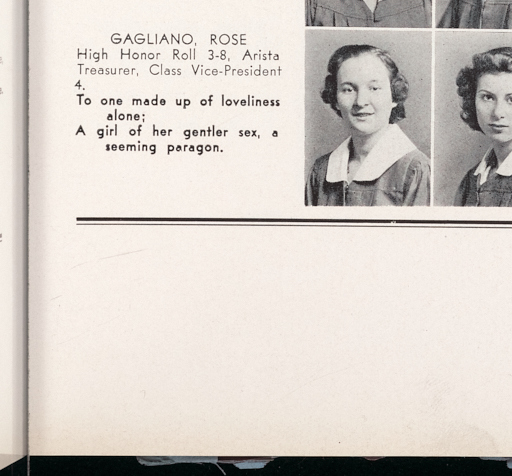 GAGLIANO, ROSE
High Honor Roll 3-8, Arista
Treasurer, Class Vice-President
4.
To one made up of loveliness
alone;
A girl of her gentler sex, a
seeming paragon.